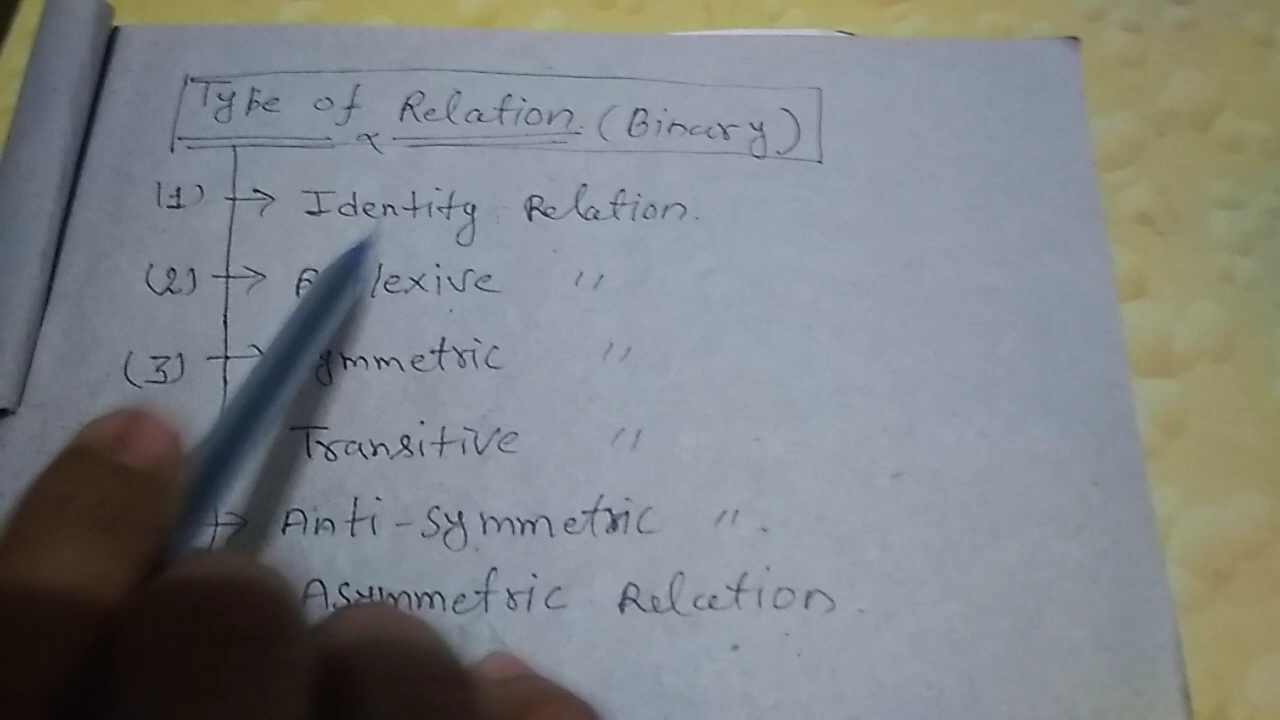 Type of Relation (Binary)
(1) → Identity Relation.
(2) → lexive "
(3) → ymmetric "
Transitive "
→ Anti-symmetric ".
Asymmetric Relation.